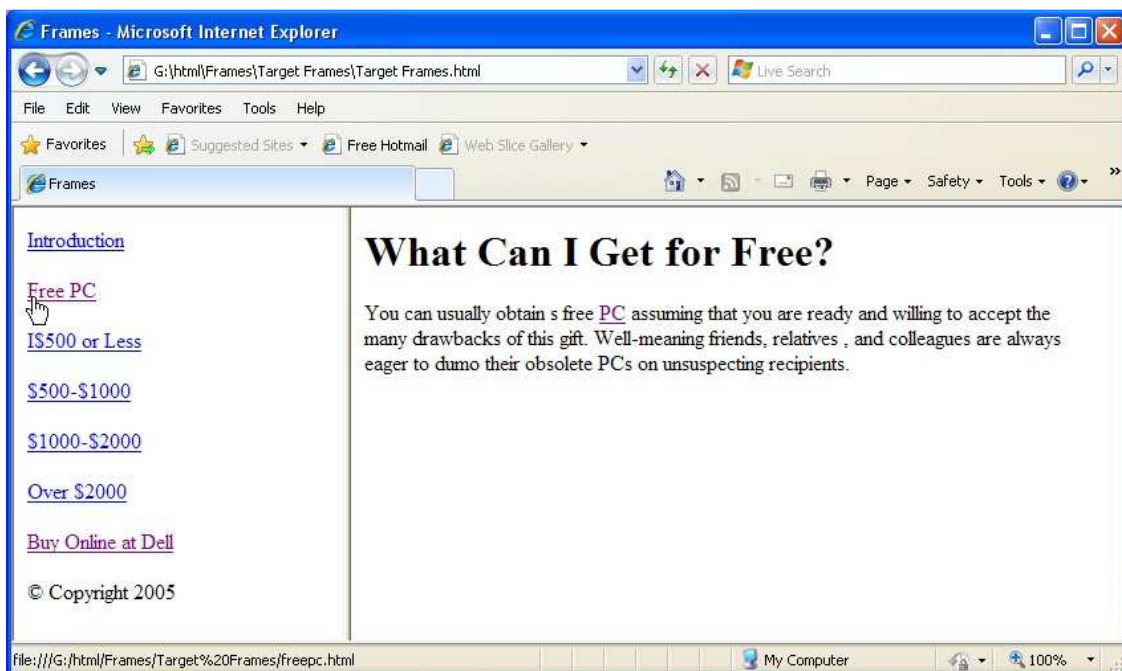 Frames - Microsoft Internet Explorer
G:\html\Frames\Target Frames\Target Frames.html
Live Search
File Edit View Favorites Tools Help
Favorites Suggested Sites Free Hotmail Web Slice Gallery
Frames Page Safety Tools »
Introduction
Free PC
I$500 or Less
$500-$1000
$1000-$2000
Over $2000
Buy Online at Dell
© Copyright 2005
What Can I Get for Free?
You can usually obtain s free PC assuming that you are ready and willing to accept the
many drawbacks of this gift. Well-meaning friends, relatives , and colleagues are always
eager to dumo their obsolete PCs on unsuspecting recipients.
file:///G:/html/Frames/Target%20Frames/freepc.html My Computer 100%